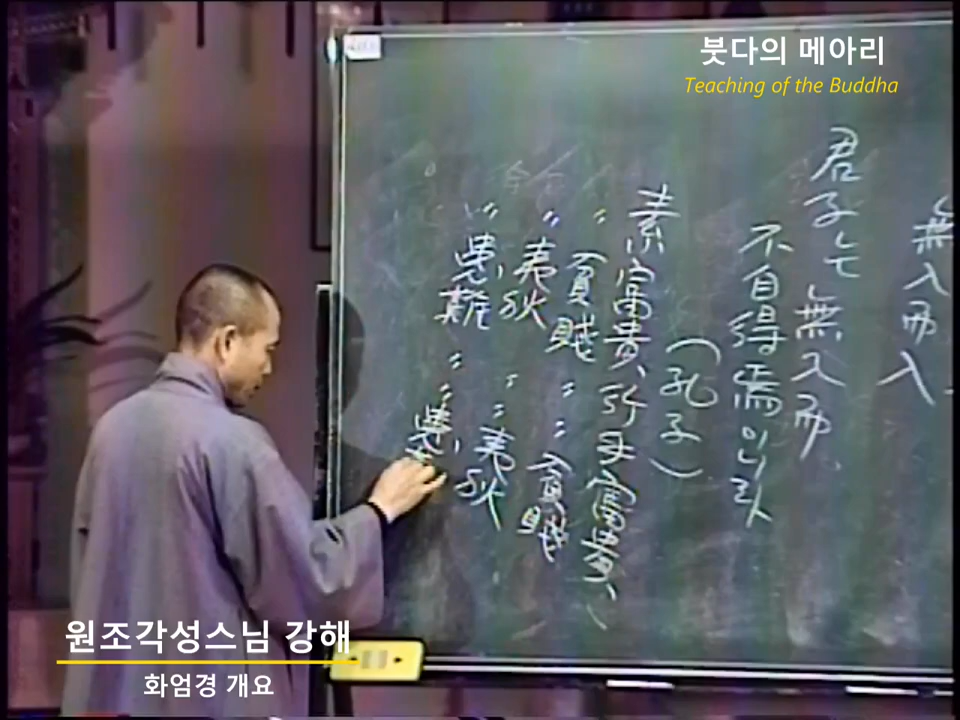 붓다의 메아리
Teaching of the Buddha
無入而入
君子는 無入而
不自得焉이니라
(孔子)
素富貴、行乎富貴、
〃 貧賤 〃 〃 貧賤
〃 夷狄 〃 〃 夷狄
〃 患難 〃 〃 患
원조각성스님 강해
화엄경 개요